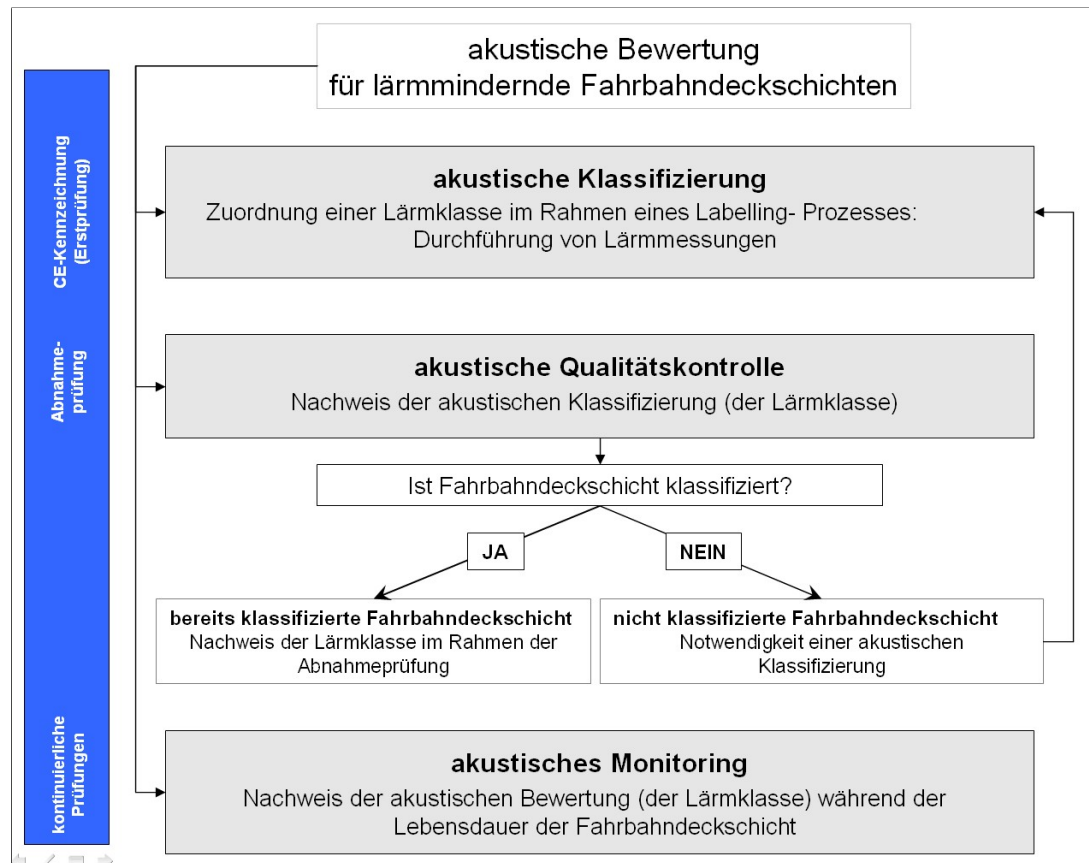 akustische Bewertung
für lärmmindernde Fahrbahndeckschichten
CE-Kennzeichnung
(Erstprüfung)
akustische Klassifizierung
Zuordnung einer Lärmklasse im Rahmen eines Labelling- Prozesses:
Durchführung von Lärmmessungen
Abnahme-
prüfung
akustische Qualitätskontrolle
Nachweis der akustischen Klassifizierung (der Lärmklasse)
Ist Fahrbahndeckschicht klassifiziert?
JA
NEIN
bereits klassifizierte Fahrbahndeckschicht
Nachweis der Lärmklasse im Rahmen der
Abnahmeprüfung
nicht klassifizierte Fahrbahndeckschicht
Notwendigkeit einer akustischen
Klassifizierung
kontinuierliche
Prüfungen
akustisches Monitoring
Nachweis der akustischen Bewertung (der Lärmklasse) während der
Lebensdauer der Fahrbahndeckschicht